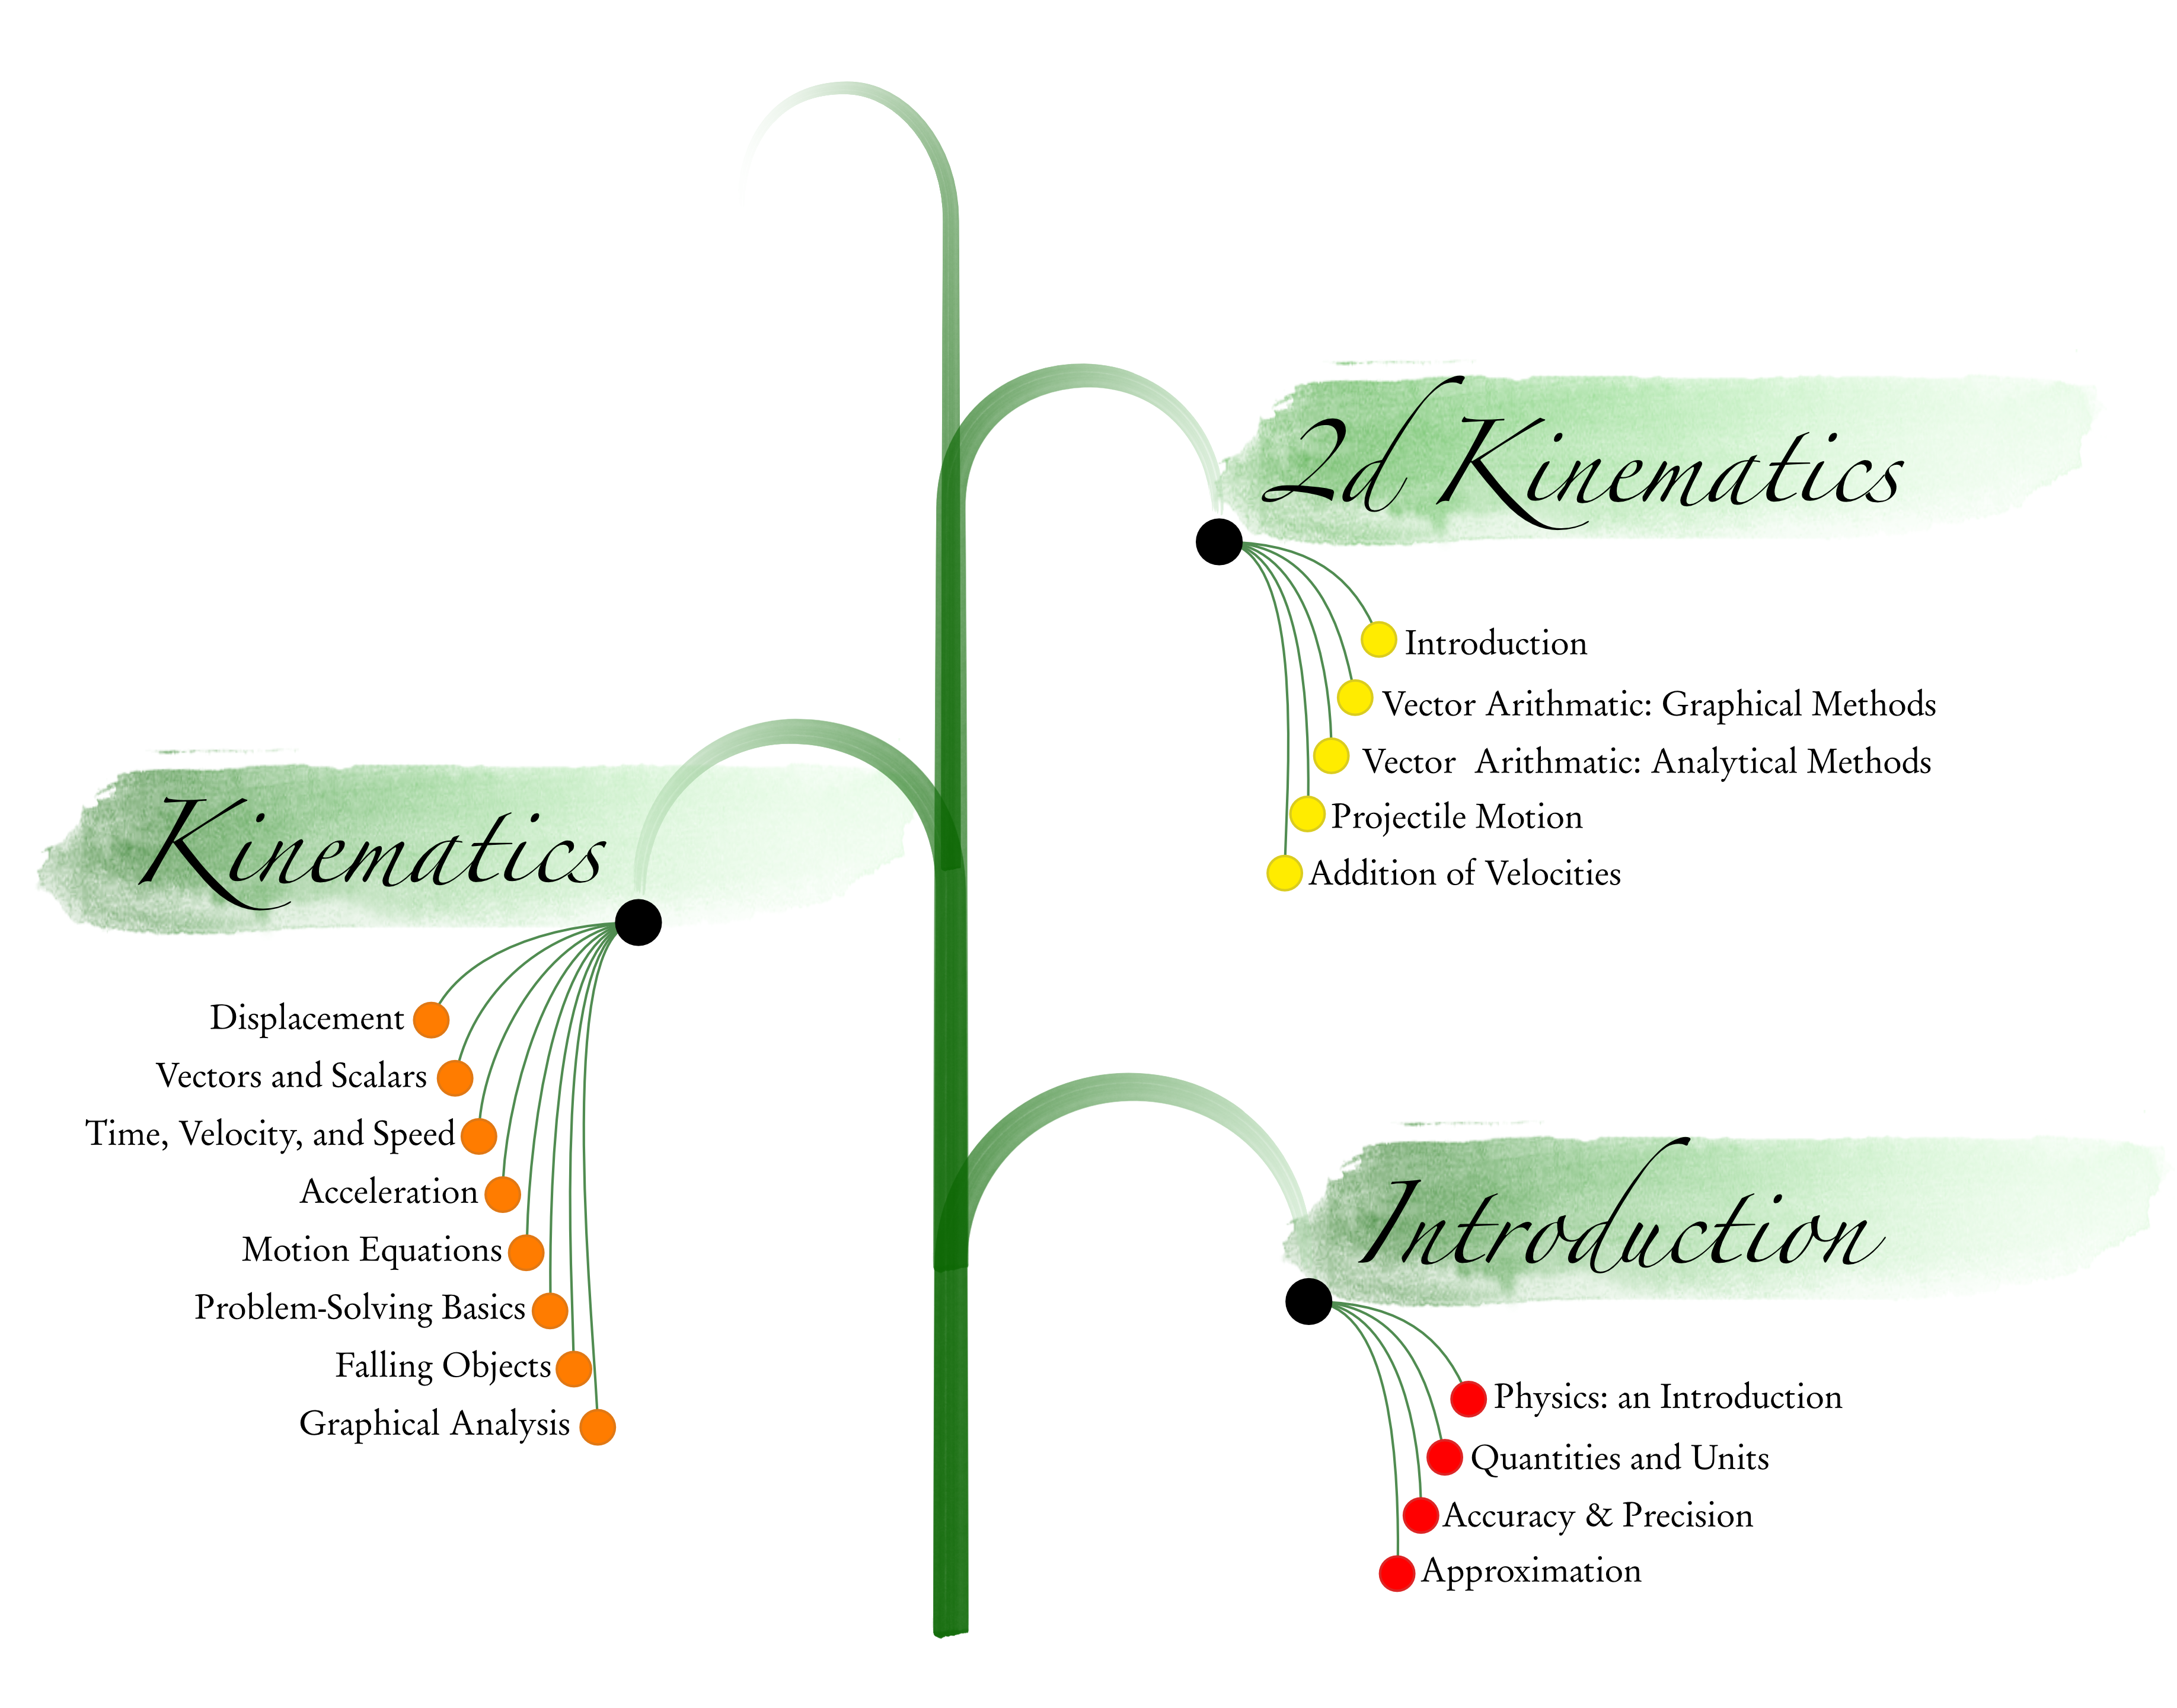 2d Kinematics
Introduction
Vector Arithmatic: Graphical Methods
Vector Arithmatic: Analytical Methods
Projectile Motion
Addition of Velocities
Kinematics
Displacement
Vectors and Scalars
Time, Velocity, and Speed
Acceleration
Motion Equations
Problem-Solving Basics
Falling Objects
Graphical Analysis
Introduction
Physics: an Introduction
Quantities and Units
Accuracy & Precision
Approximation